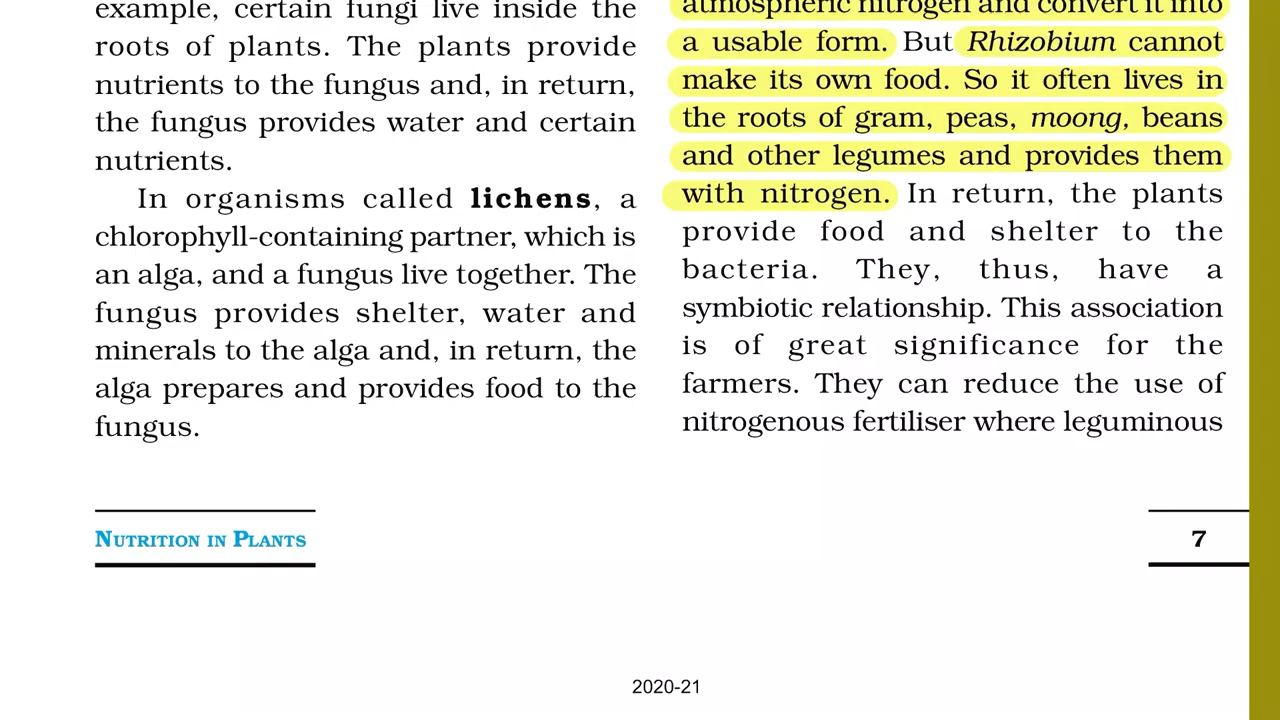 example, certain fungi live inside the
roots of plants. The plants provide
nutrients to the fungus and, in return,
the fungus provides water and certain
nutrients.
In organisms called lichens, a
chlorophyll-containing partner, which is
an alga, and a fungus live together. The
fungus provides shelter, water and
minerals to the alga and, in return, the
alga prepares and provides food to the
fungus.
atmospheric nitrogen and convert it into
a usable form. But Rhizobium cannot
make its own food. So it often lives in
the roots of gram, peas, moong, beans
and other legumes and provides them
with nitrogen. In return, the plants
provide food and shelter to the
bacteria. They, thus, have a
symbiotic relationship. This association
is of great significance for the
farmers. They can reduce the use of
nitrogenous fertiliser where leguminous
NUTRITION IN PLANTS
7
2020-21